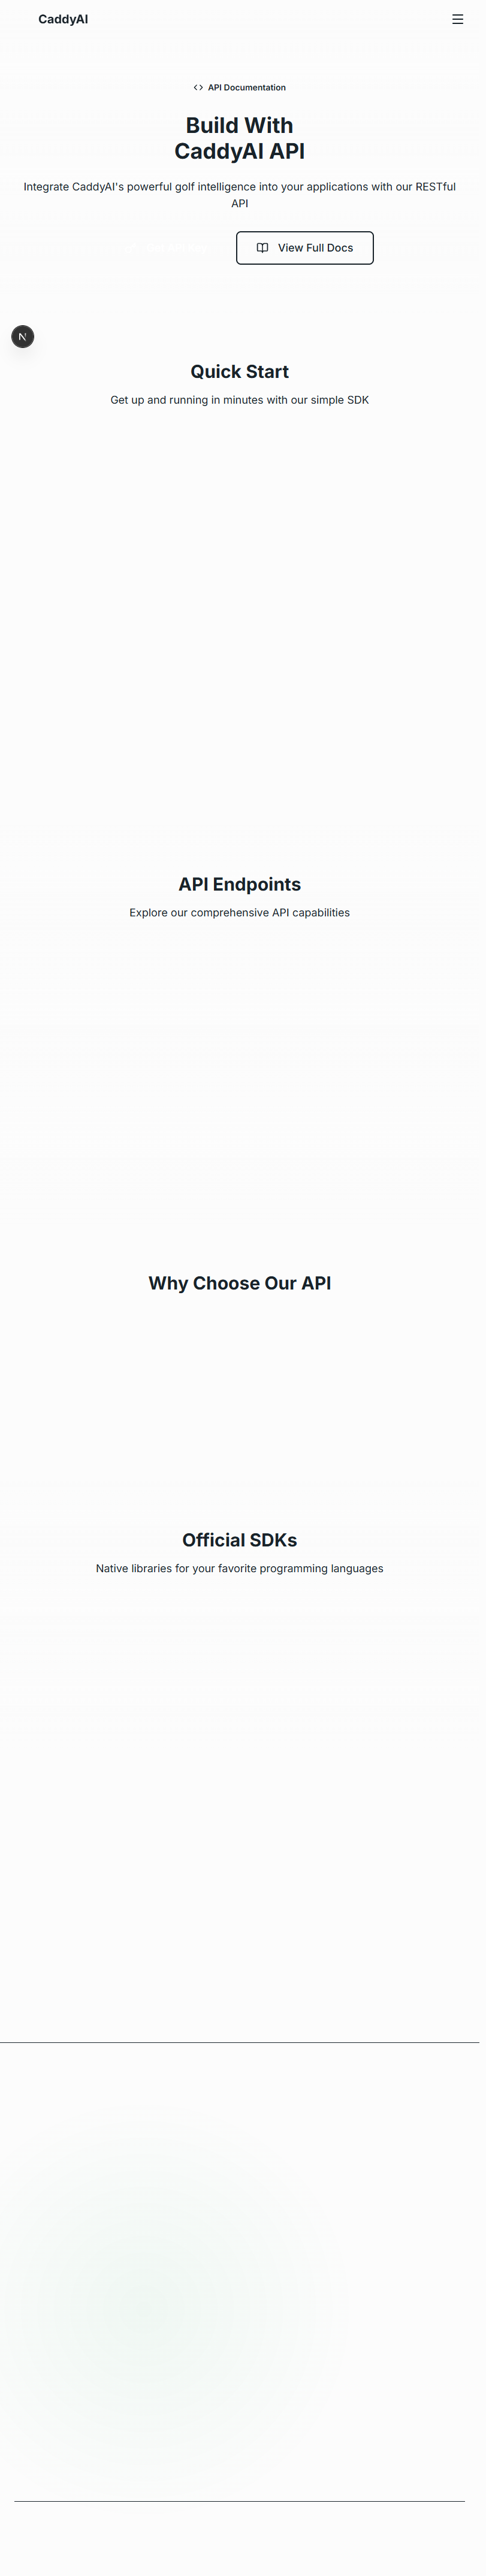 CaddyAI
API Documentation
Build With
CaddyAI API
Integrate CaddyAI's powerful golf intelligence into your applications with our RESTful
API
View Full Docs
N
Quick Start
Get up and running in minutes with our simple SDK
API Endpoints
Explore our comprehensive API capabilities
Why Choose Our API
Official SDKs
Native libraries for your favorite programming languages